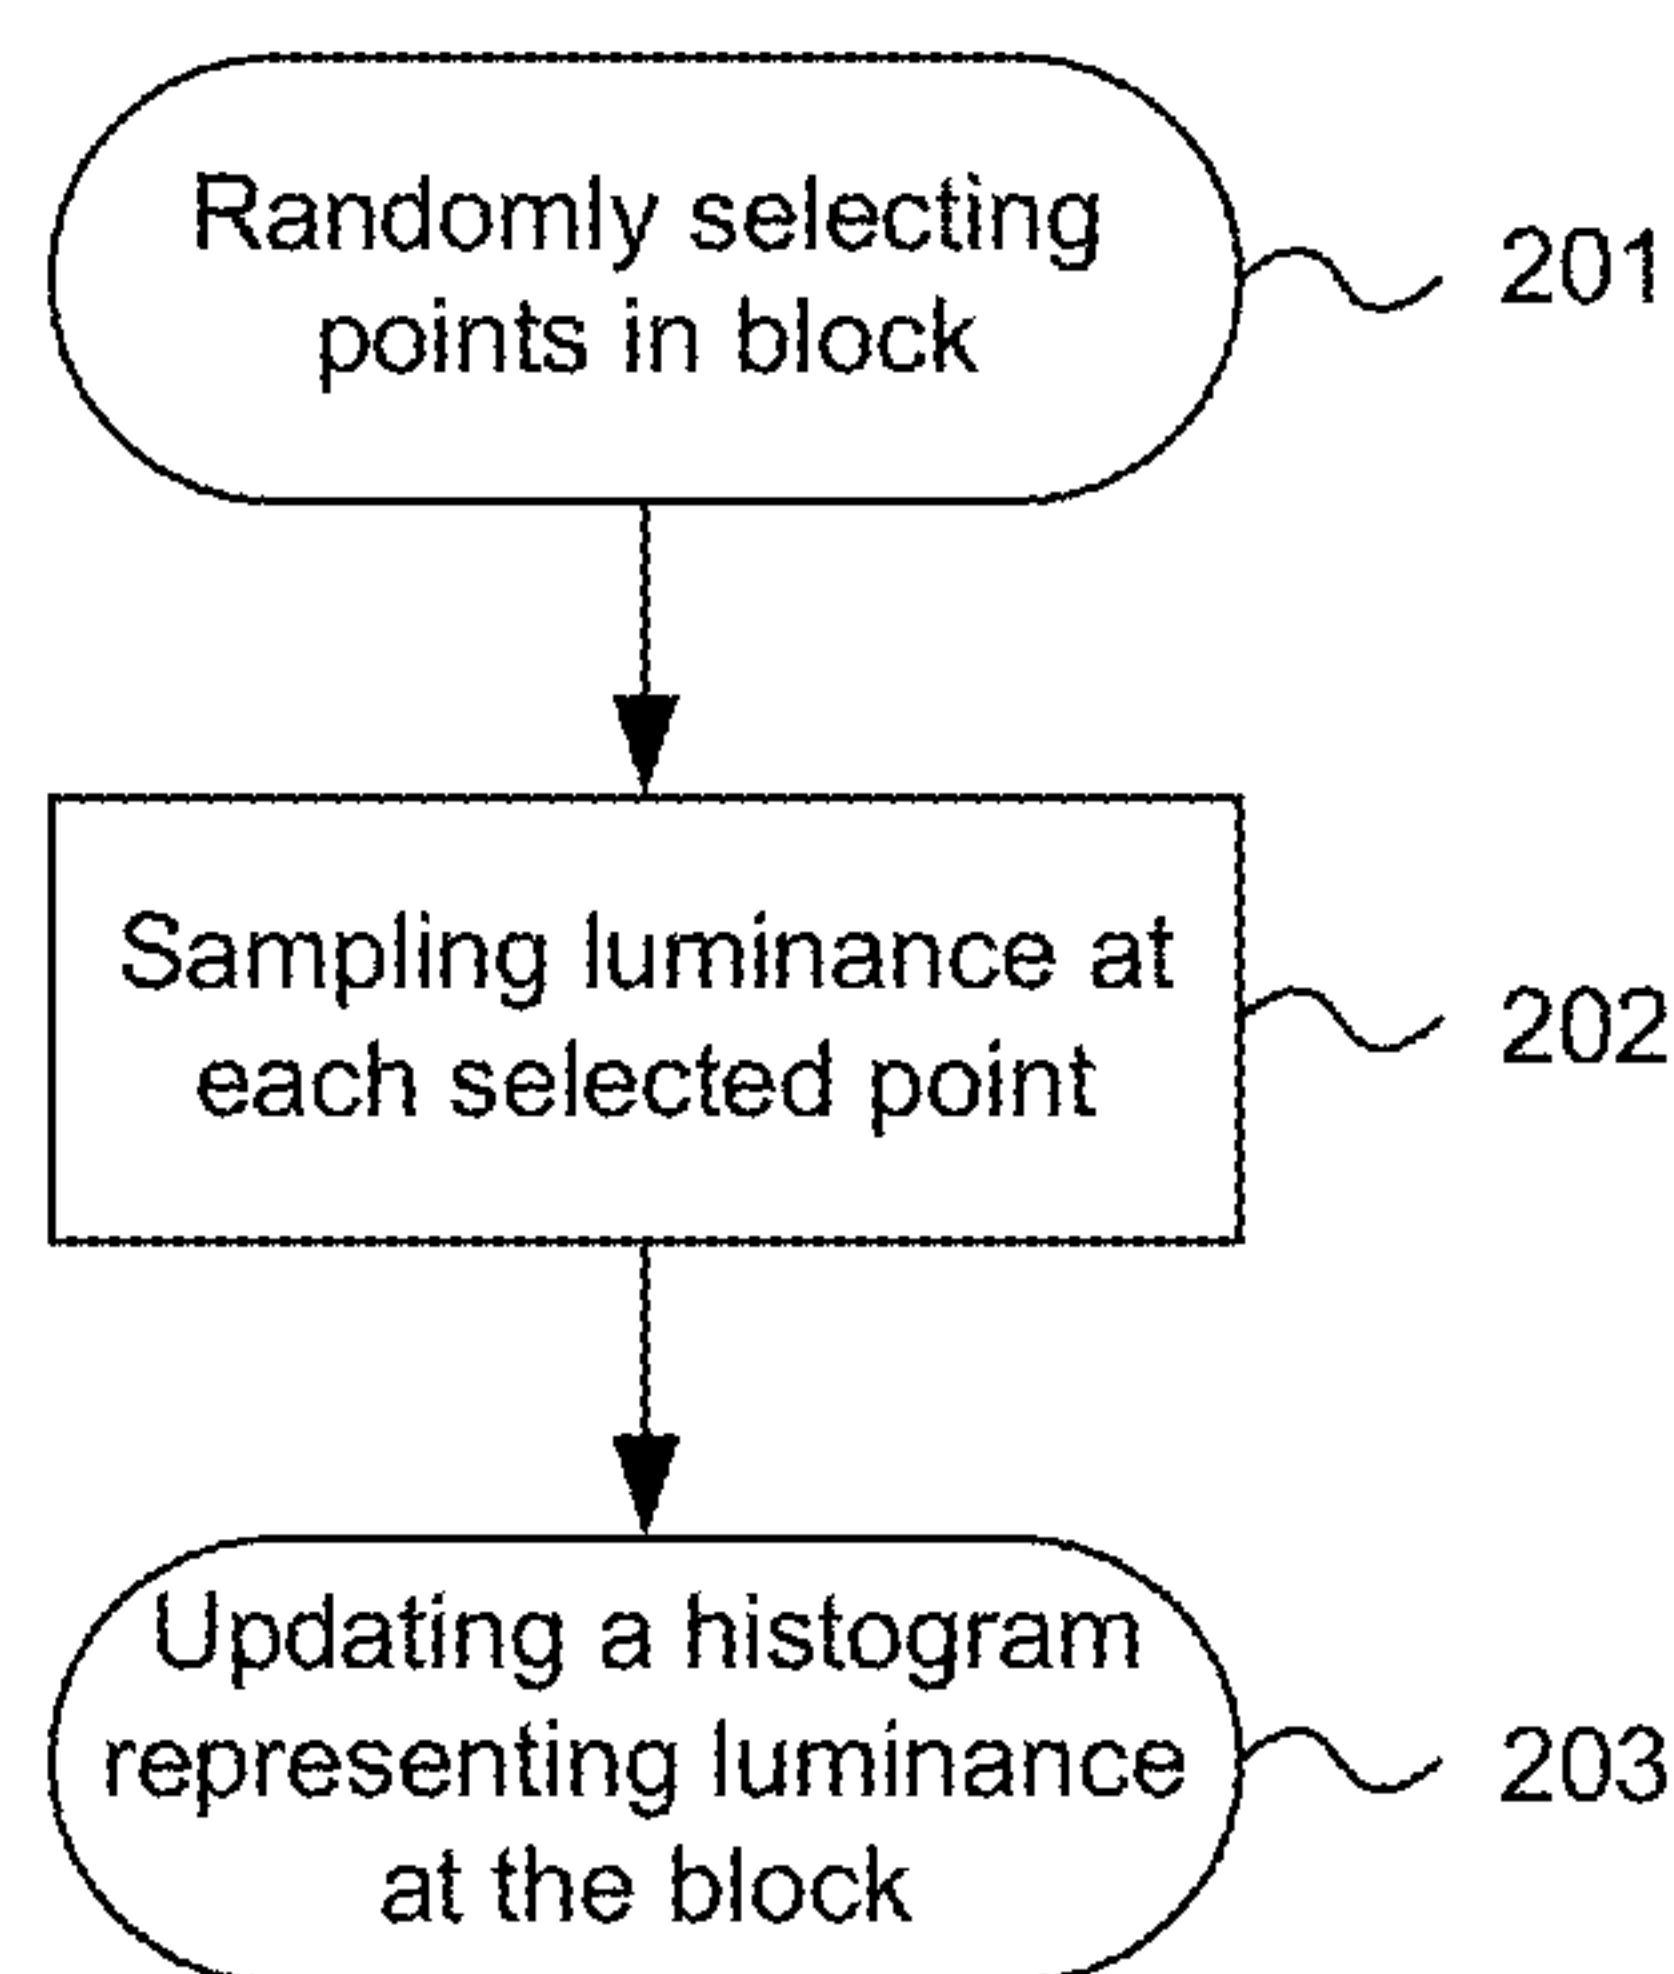 Randomly selecting
points in block
201
Sampling luminance at
each selected point
202
Updating a histogram
representing luminance
at the block
203